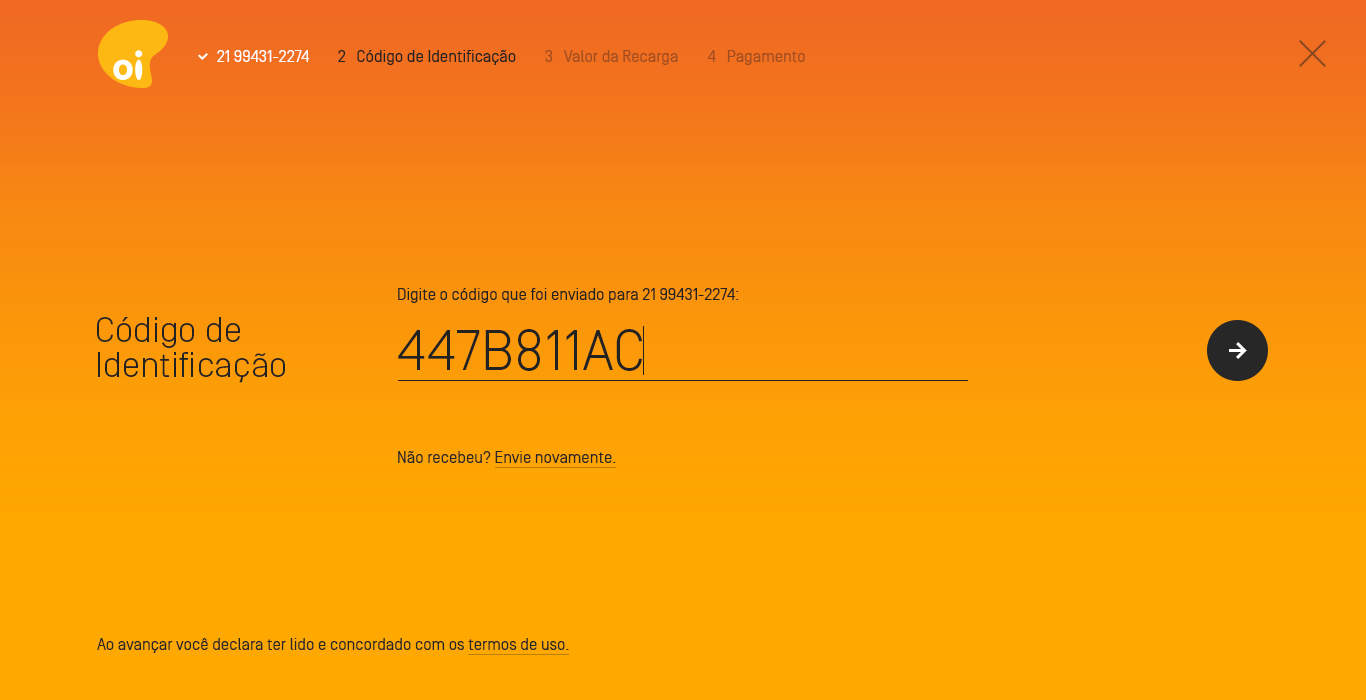 oi
21 99431-2274
2 Código de Identificação
3 Valor da Recarga
4 Pagamento
Digite o código que foi enviado para 21 99431-2274:
Código de
Identificação
447B811AC
Não recebeu? Envie novamente.
Ao avançar você declara ter lido e concordado com os termos de uso.